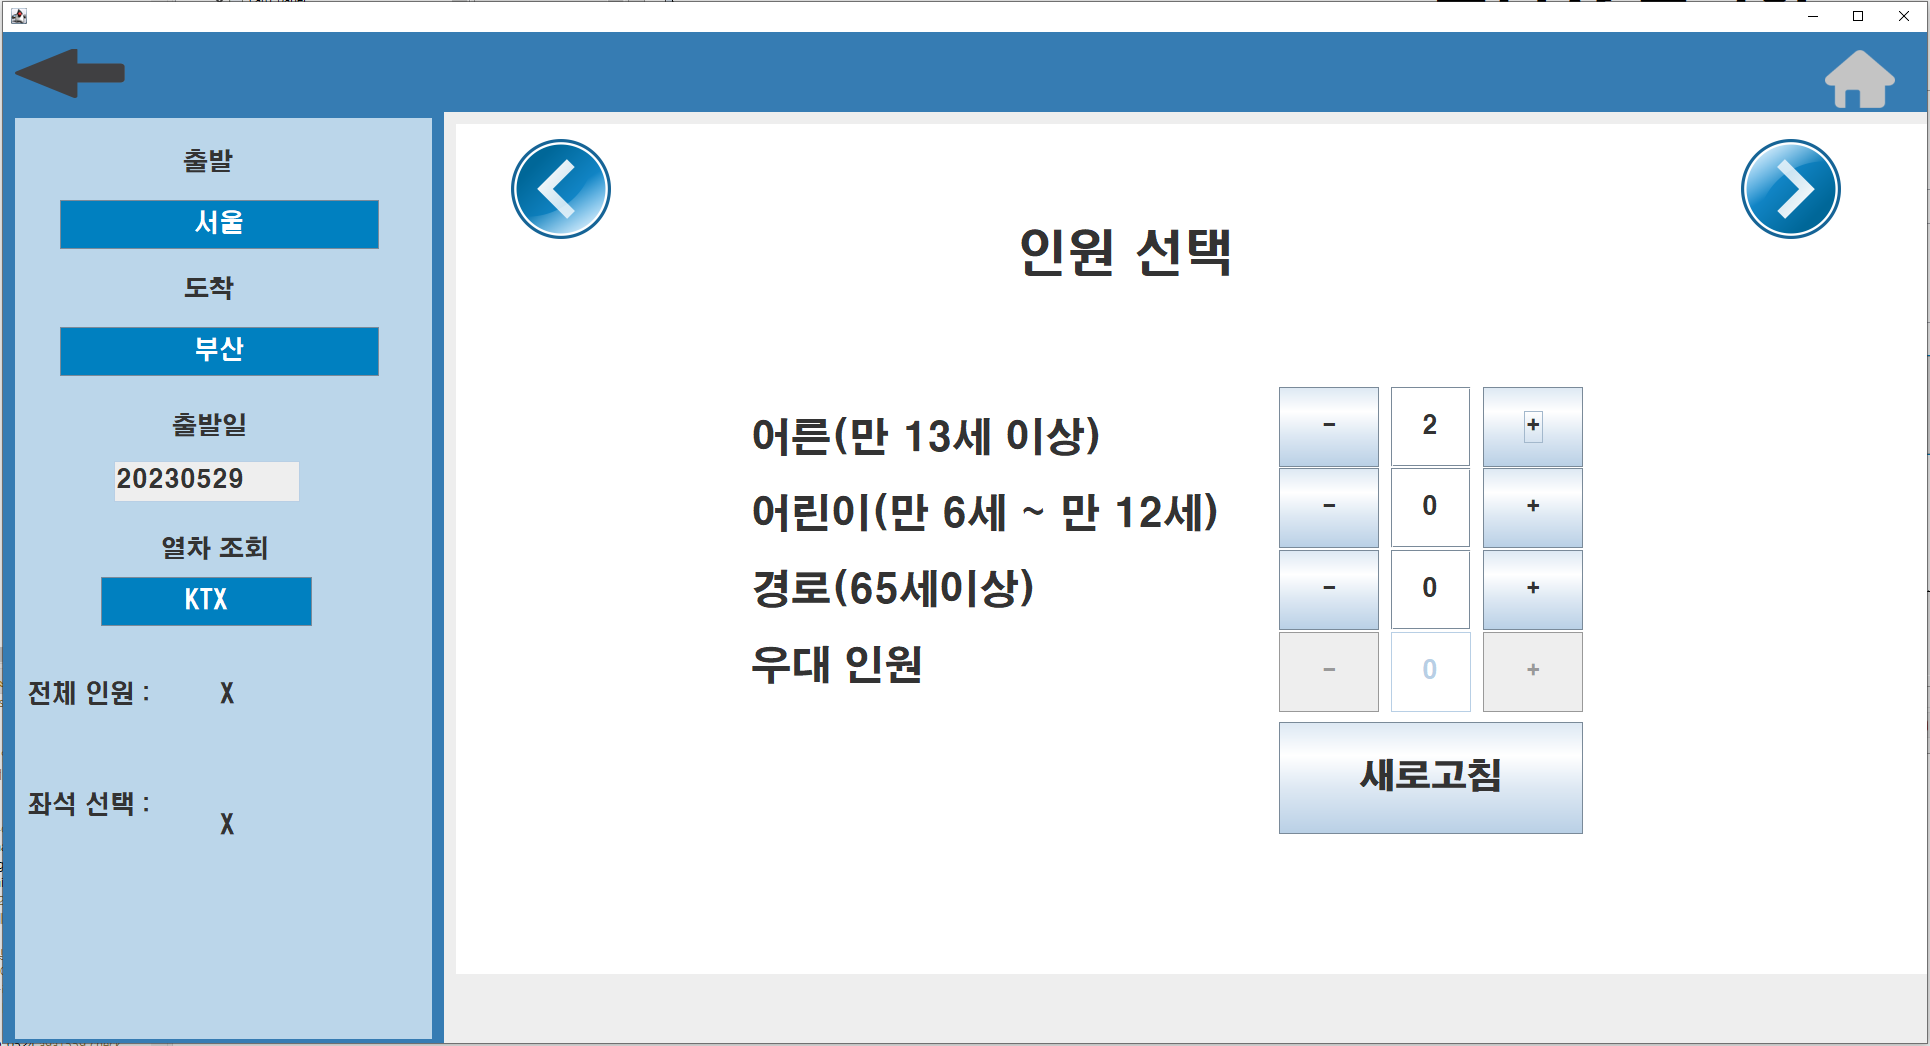 출발
서울
도착
부산
출발일
20230529
열차 조회
KTX
전체 인원 : X
좌석 선택 : X
인원 선택
어른(만 13세 이상) - 2 +
어린이(만 6세 ~ 만 12세) - 0 +
경로(65세이상) - 0 +
우대 인원 - 0 +
새로고침